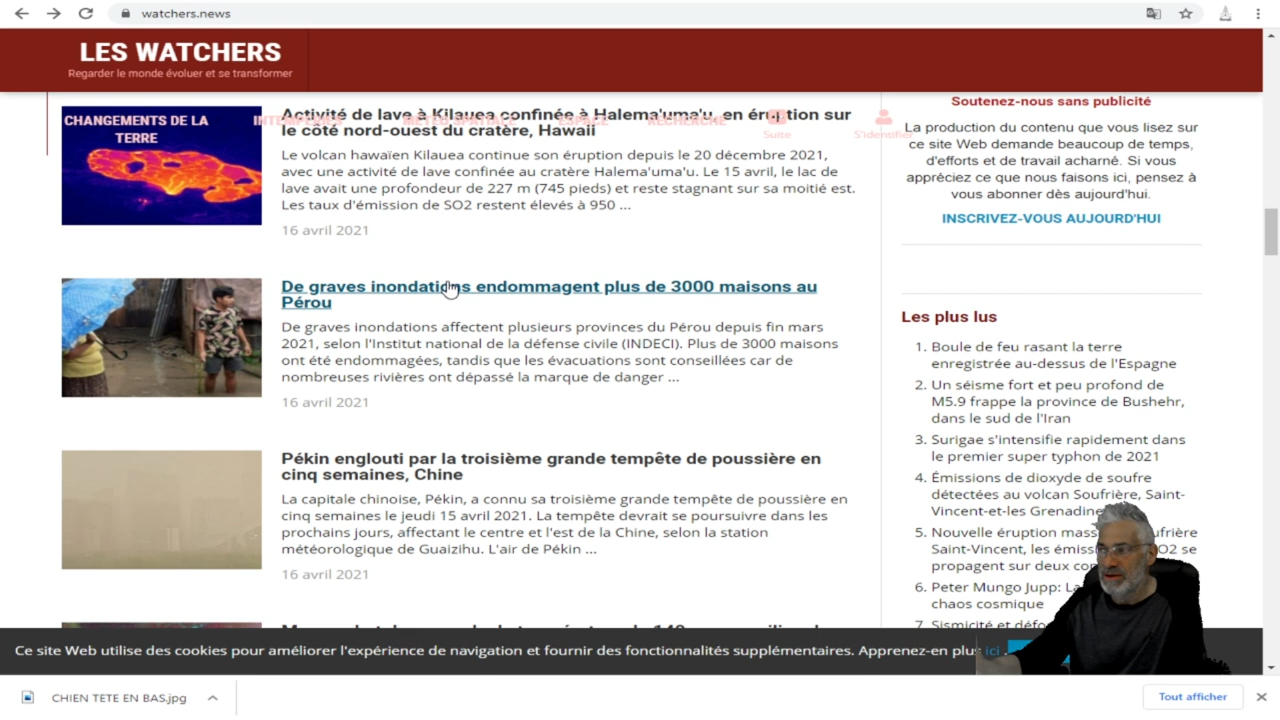 watchers.news
LES WATCHERS
Regarder le monde évoluer et se transformer
CHANGEMENTS DE LA
TERRE
MÉTÉO SPATIALE
ESPACE
RECHERCHE
Suite
S'identifier
Activité de lave à Kilauea confinée à Halema'uma'u, en éruption sur
le côté nord-ouest du cratère, Hawaii
Le volcan hawaïen Kilauea continue son éruption depuis le 20 décembre 2021,
avec une activité de lave confinée au cratère Halema'uma'u. Le 15 avril, le lac de
lave avait une profondeur de 227 m (745 pieds) et reste stagnant sur sa moitié est.
Les taux d'émission de SO2 restent élevés à 950 ...
16 avril 2021
De graves inondations endommagent plus de 3000 maisons au
Pérou
De graves inondations affectent plusieurs provinces du Pérou depuis fin mars
2021, selon l'Institut national de la défense civile (INDECI). Plus de 3000 maisons
ont été endommagées, tandis que les évacuations sont conseillées car de
nombreuses rivières ont dépassé la marque de danger ...
16 avril 2021
Pékin englouti par la troisième grande tempête de poussière en
cinq semaines, Chine
La capitale chinoise, Pékin, a connu sa troisième grande tempête de poussière en
cinq semaines le jeudi 15 avril 2021. La tempête devrait se poursuivre dans les
prochains jours, affectant le centre et l'est de la Chine, selon la station
météorologique de Guaizihu. L'air de Pékin ...
16 avril 2021
Soutenez-nous sans publicité
La production du contenu que vous lisez sur
ce site Web demande beaucoup de temps,
d'efforts et de travail acharné. Si vous
appréciez ce que nous faisons ici, pensez à
vous abonner dès aujourd'hui.
INSCRIVEZ-VOUS AUJOURD'HUI
Les plus lus
1. Boule de feu rasant la terre
enregistrée au-dessus de l'Espagne
2. Un séisme fort et peu profond de
M5.9 frappe la province de Bushehr,
dans le sud de l'Iran
3. Surigae s'intensifie rapidement dans
le premier super typhon de 2021
4. Émissions de dioxyde de soufre
détectées au volcan Soufrière, Saint-
Vincent-et-les Grenadine
5. Nouvelle éruption mass ufrière
Saint-Vincent, les émiss O2 se
propagent sur deux con
6. Peter Mungo Jupp: La
chaos cosmique
7. Sismicité et défo
Ce site Web utilise des cookies pour améliorer l'expérience de navigation et fournir des fonctionnalités supplémentaires. Apprenez-en plus ici .
CHIEN TETE EN BAS.jpg
Tout afficher